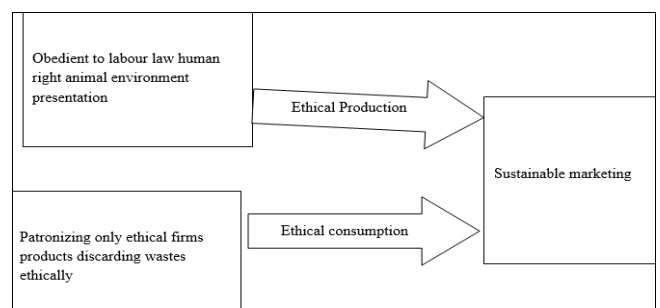 Obedient to labour law human
right animal environment
presentation
Ethical Production
Sustainable marketing
Patronizing only ethical firms
products discarding wastes
ethically
Ethical consumption